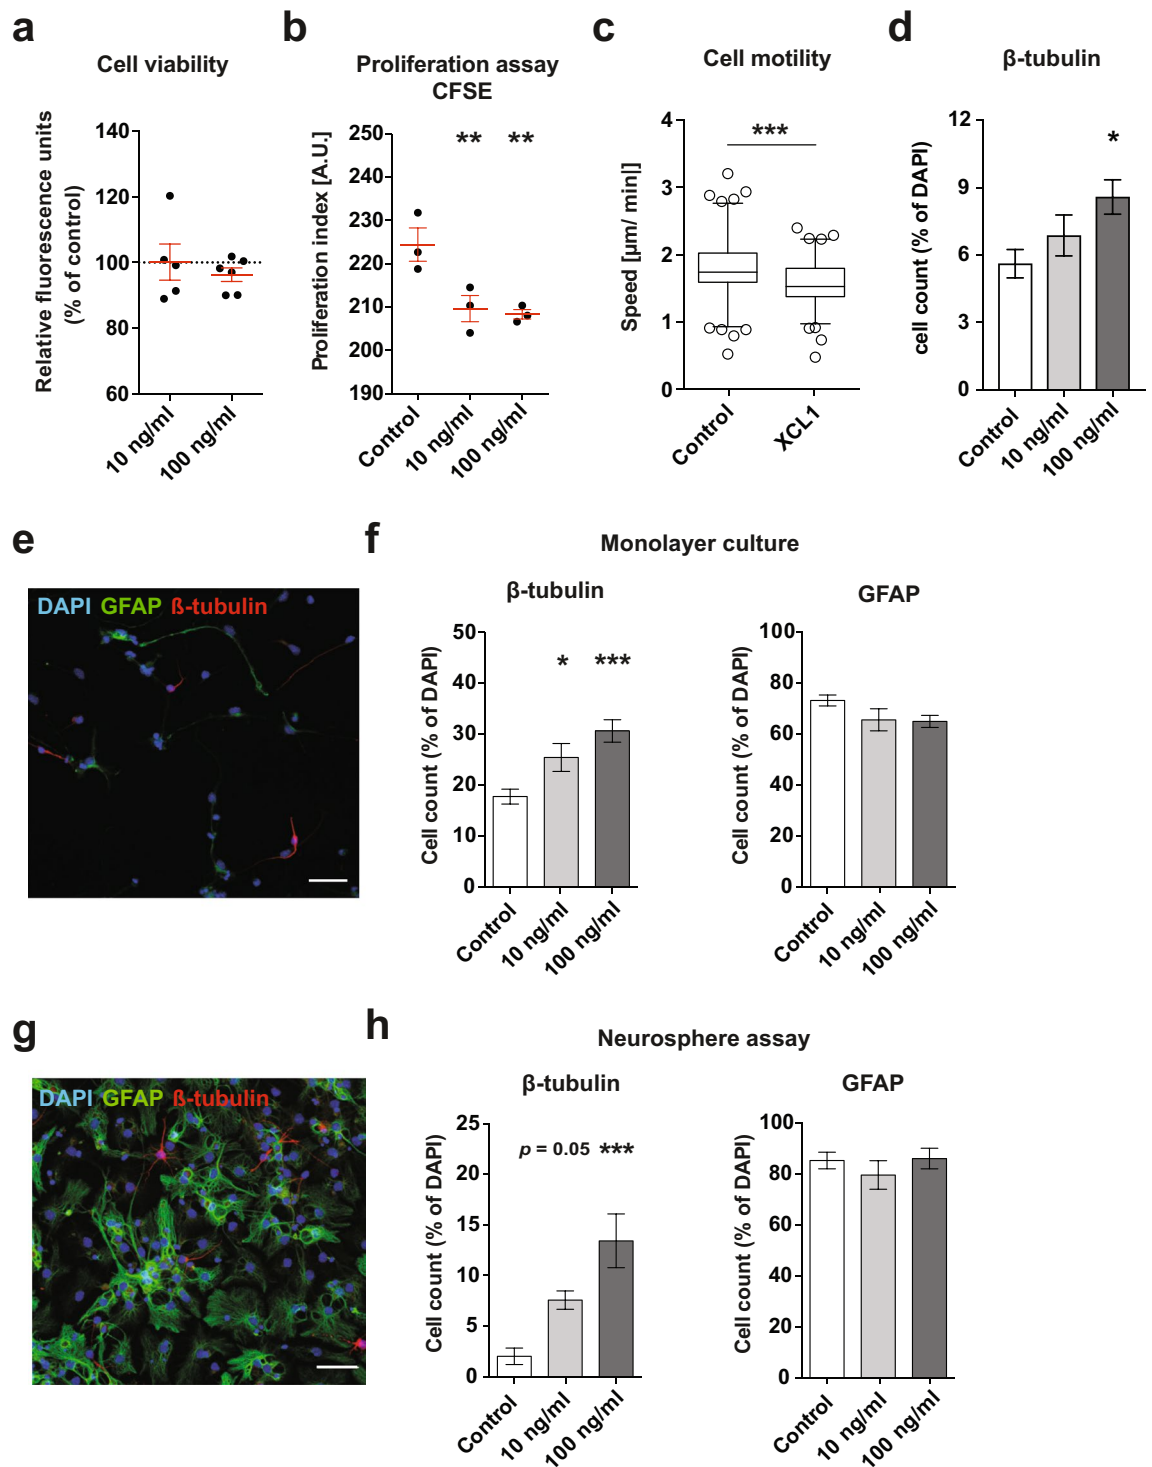 a
Cell viability
Relative fluorescence units
(% of control)
140
120
100
80
60
10 ng/ml
100 ng/ml
b
Proliferation assay
CFSE
Proliferation index [A.U.]
250
240
230
220
210
200
190
** **
Control
10 ng/ml
100 ng/ml
c
Cell motility
Speed [µm/ min|]
4
3
2
1
0
***
Control
XCL1
d
β-tubulin
cell count (% of DAPI)
12
9
6
3
0
*
Control
10 ng/ml
100 ng/ml
e
DAPI GFAP ß-tubulin
f
Monolayer culture
β-tubulin
Cell count (% of DAPI)
50
40
30
20
10
0
* ***
Control
10 ng/ml
100 ng/ml
GFAP
Cell count (% of DAPI)
100
80
60
40
20
0
Control
10 ng/ml
100 ng/ml
g
DAPI GFAP ß-tubulin
h
Neurosphere assay
β-tubulin
Cell count (% of DAPI)
25
20
15
10
5
0
p = 0.05 ***
Control
10 ng/ml
100 ng/ml
GFAP
Cell count (% of DAPI)
100
80
60
40
20
0
Control
10 ng/ml
100 ng/ml